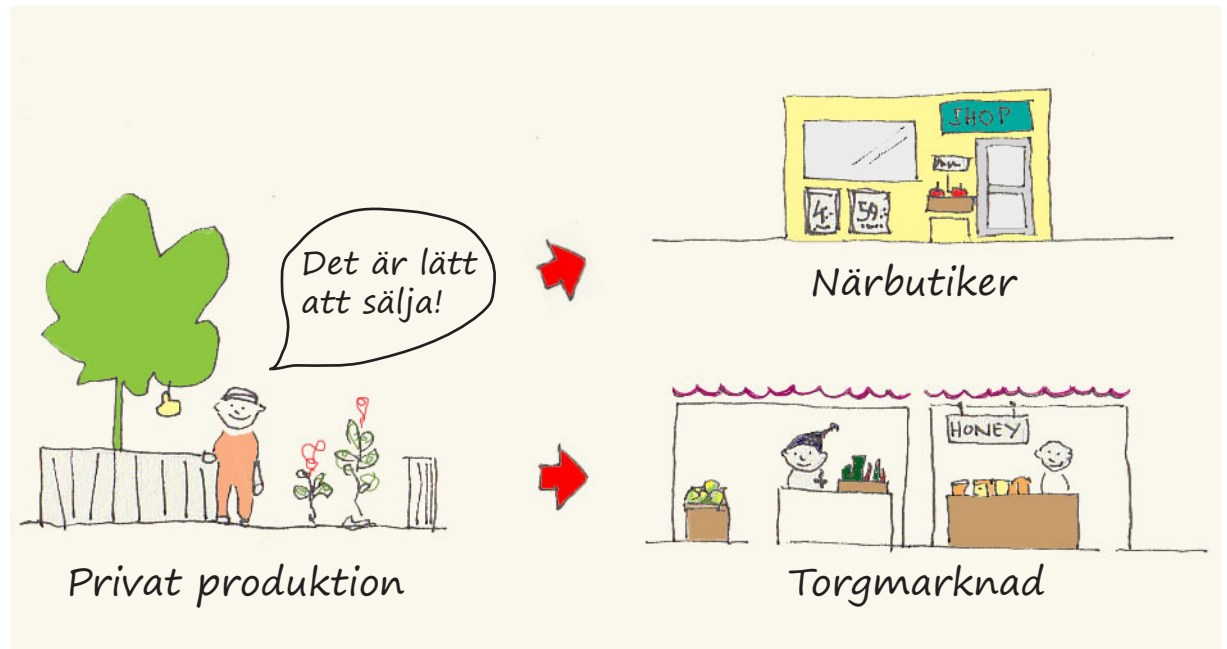 SHOP
4:-
59:-
Närbutiker
Det är lätt
att sälja!
HONEY
Privat produktion
Torgmarknad